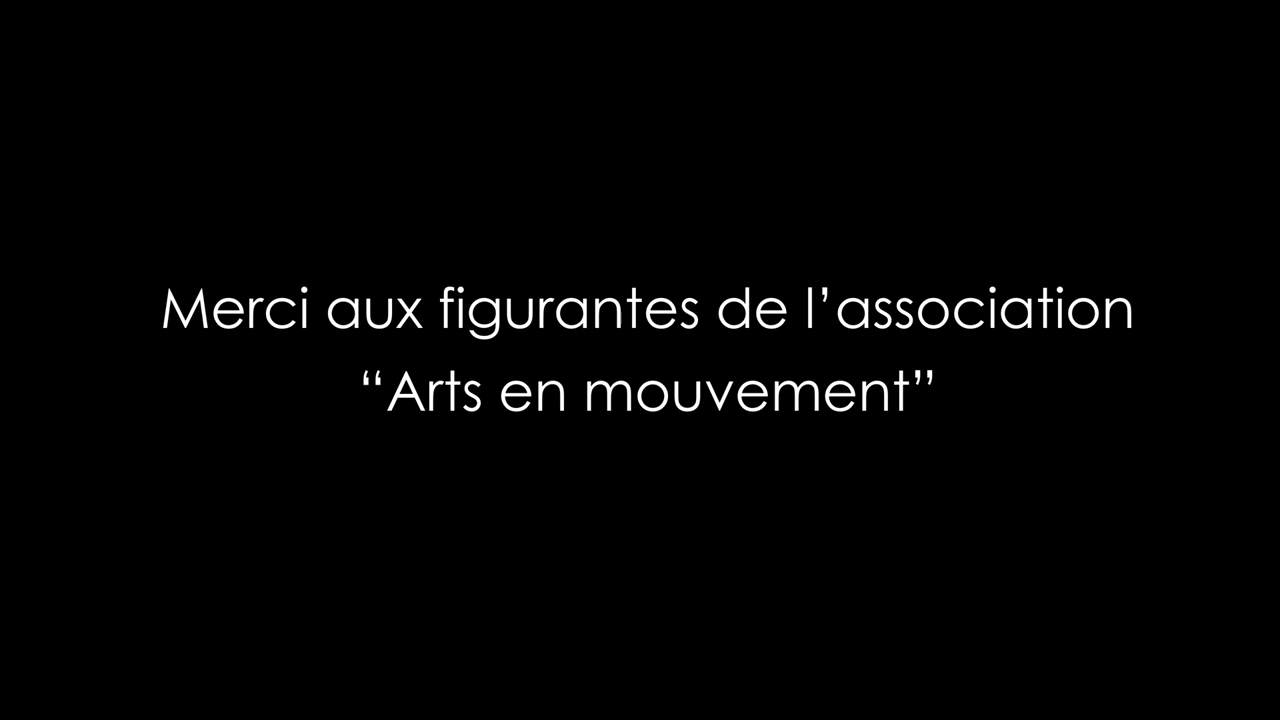 Merci aux figurantes de l’association
“Arts en mouvement”